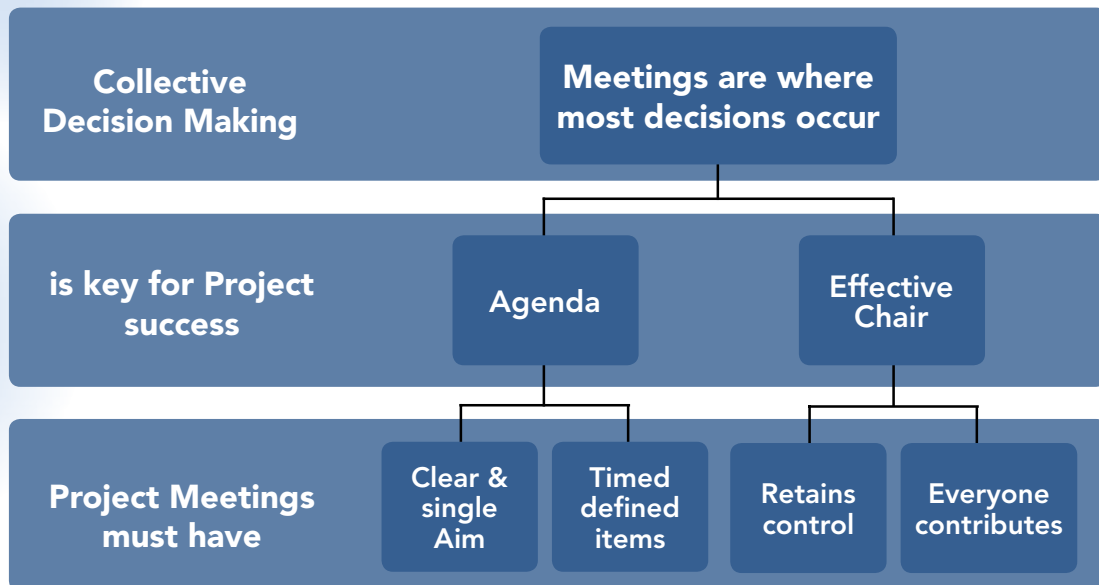 Collective
Decision Making
Meetings are where
most decisions occur
is key for Project
success
Agenda
Effective
Chair
Project Meetings
must have
Clear &
single
Aim
Timed
defined
items
Retains
control
Everyone
contributes